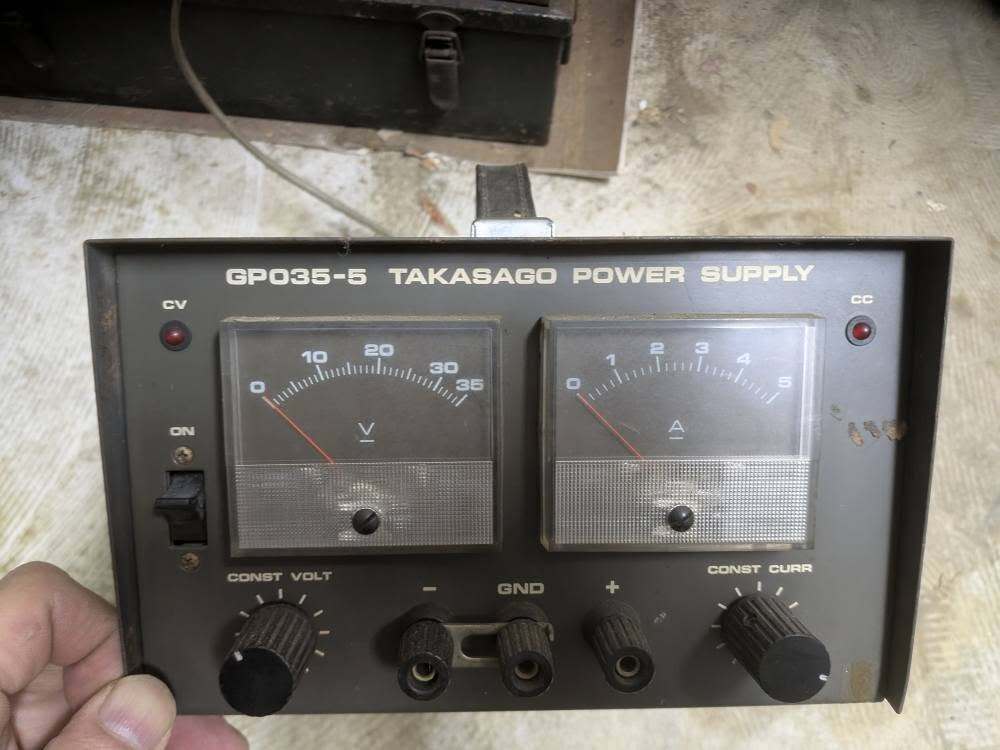 GPO35-5 TAKASAGO POWER SUPPLY
CV
CC
0 10 20 30 35
V
0 1 2 3 4 5
A
ON
CONST VOLT
- GND +
CONST CURR